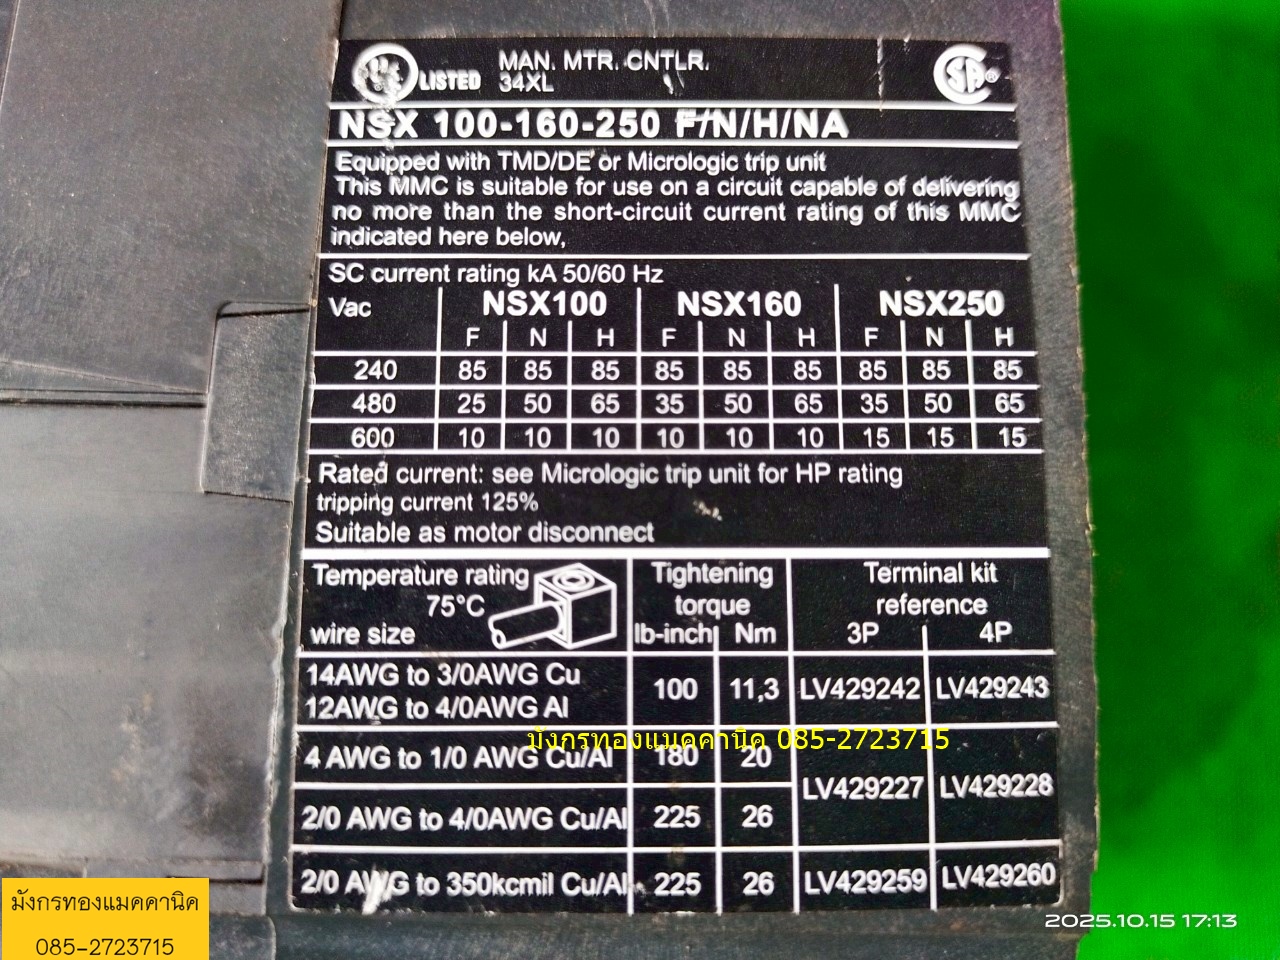 UL LISTED MAN. MTR. CNTLR. SA®
34XL
NSX 100-160-250 F/N/H/NA
Equipped with TMD/DE or Micrologic trip unit
This MMC is suitable for use on a circuit capable of delivering
no more than the short-circuit current rating of this MMC
indicated here below,
SC current rating kA 50/60 Hz
Vac NSX100 NSX160 NSX250
F N H F N H F N H
240 85 85 85 85 85 85 85 85 85
480 25 50 65 35 50 65 35 50 65
600 10 10 10 10 10 10 15 15 15
Rated current: see Micrologic trip unit for HP rating
tripping current 125%
Suitable as motor disconnect
Temperature rating Tightening Terminal kit
75°C torque reference
wire size lb-inch Nm 3P 4P
14AWG to 3/0AWG Cu
12AWG to 4/0AWG Al 100 11,3 LV429242 LV429243
มังกรทองแมคคานิค 085-2723715
4 AWG to 1/0 AWG Cu/Al 180 20
LV429227 LV429228
2/0 AWG to 4/0AWG Cu/Al 225 26
2/0 AWG to 350kcmil Cu/Al 225 26 LV429259 LV429260
มังกรทองแมคคานิค
085-2723715
2025.10.15 17:13